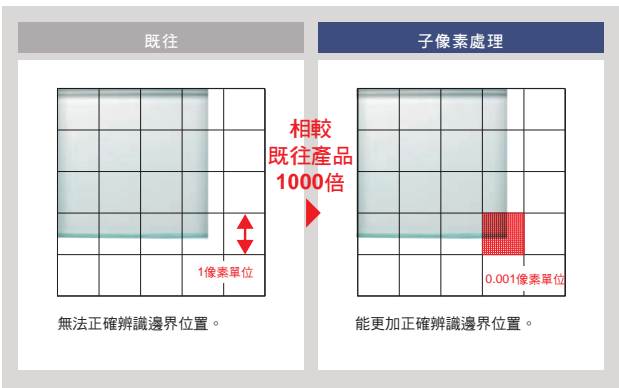 既往
子像素處理
相較
既往產品
1000倍
1像素單位
0.001像素單位
無法正確辨識邊界位置。
能更加正確辨識邊界位置。